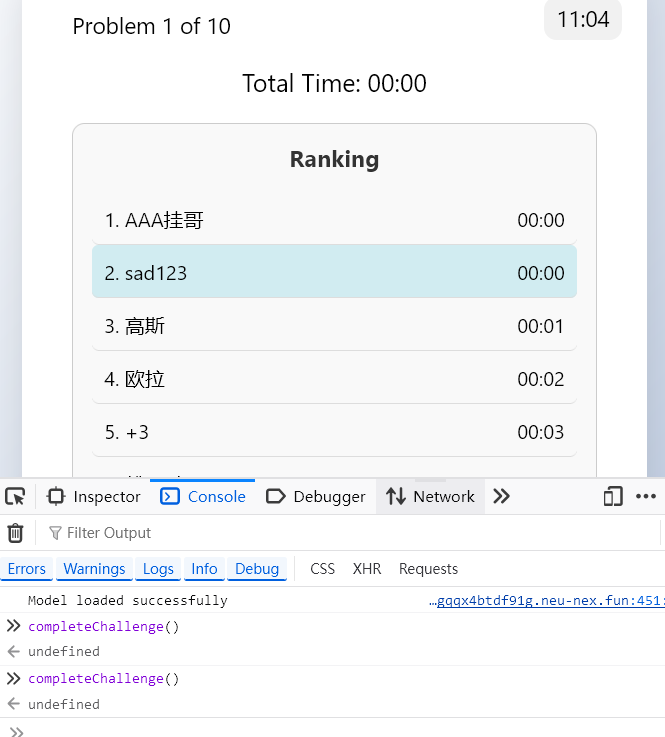 Problem 1 of 10
11:04
Total Time: 00:00
Ranking
1. AAA挂哥 00:00
2. sad123 00:00
3. 高斯 00:01
4. 欧拉 00:02
5. +3 00:03
Inspector Console Debugger Network
Filter Output
Errors Warnings Logs Info Debug CSS XHR Requests
Model loaded successfully …gqqx4btdf91g.neu-nex.fun:451:
completeChallenge()
undefined
completeChallenge()
undefined